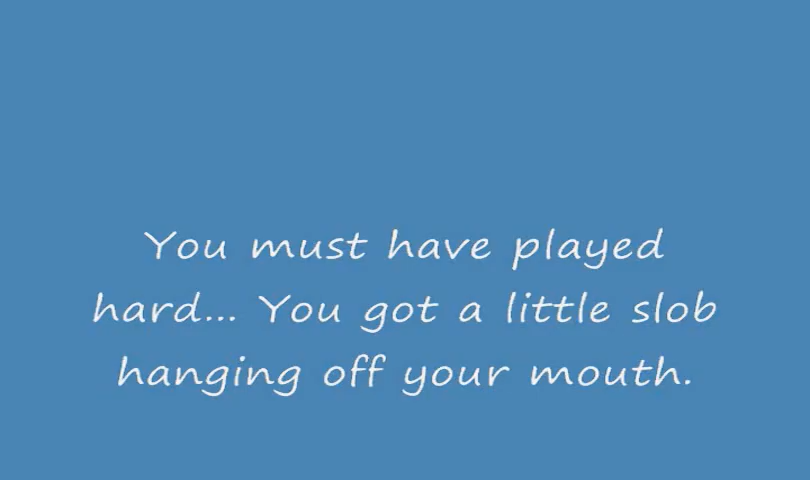 You must have played
hard... You got a little slob
hanging off your mouth.